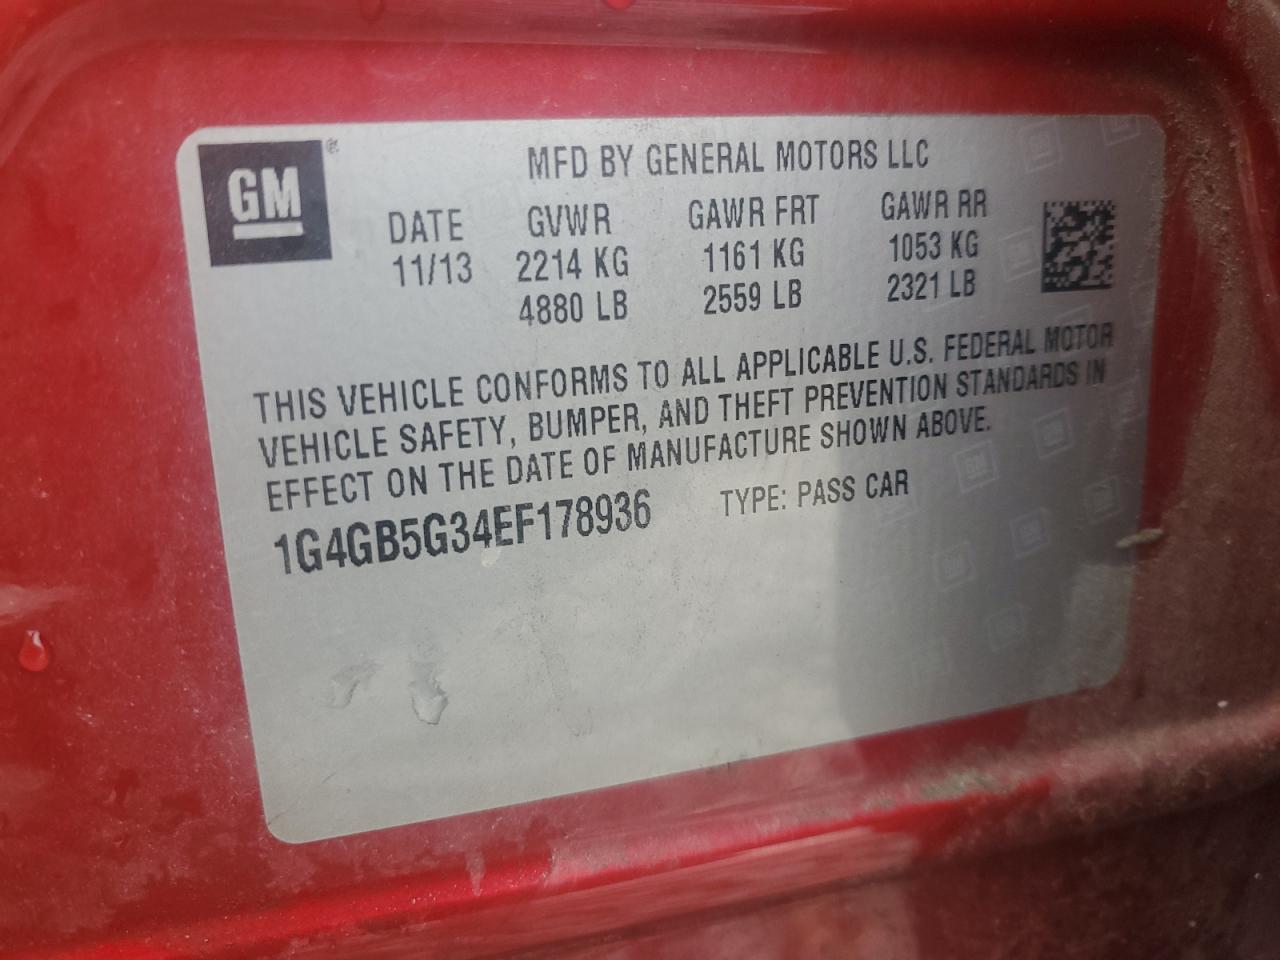 GM
MFD BY GENERAL MOTORS LLC
DATE GVWR GAWR FRT GAWR RR
11/13 2214 KG 1161 KG 1053 KG
4880 LB 2559 LB 2321 LB
THIS VEHICLE CONFORMS TO ALL APPLICABLE U.S. FEDERAL MOTOR
VEHICLE SAFETY, BUMPER, AND THEFT PREVENTION STANDARDS IN
EFFECT ON THE DATE OF MANUFACTURE SHOWN ABOVE.
1G4GB5G34EF178936 TYPE: PASS CAR